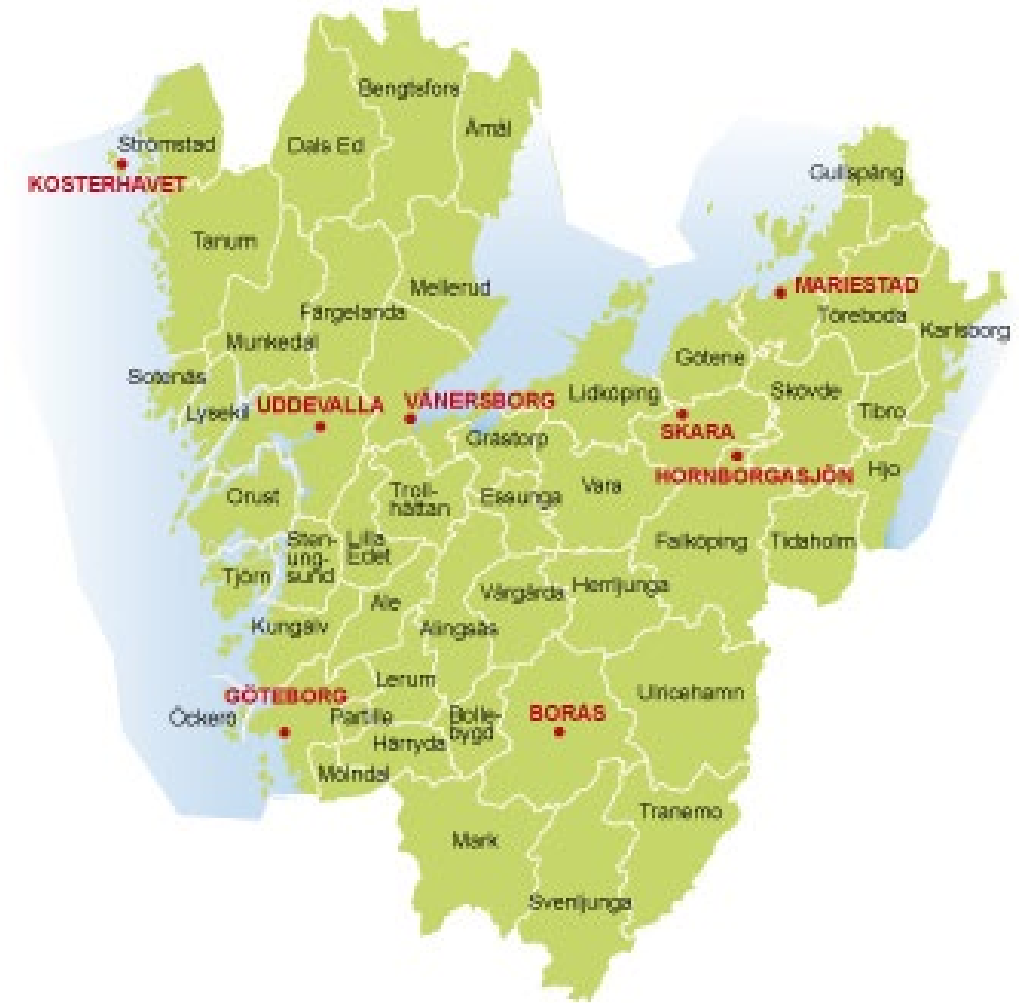 Bengtsfors
Åmål
Strömstad
Dals Ed
KOSTERHAVET
Gullspång
Tanum
Mellerud
MARIESTAD
Färgelanda
Töreboda
Karlsborg
Munkedal
Götene
Sotenäs
Skövde
Lidköping
Lysekil
UDDEVALLA
VÄNERSBORG
Tibro
SKARA
Grästorp
HORNBORGASJÖN
Hjo
Orust
Troll-
hättan
Essunga
Vara
Sten-
ung-
sund
Lilla
Edet
Falköping
Tidaholm
Tjörn
Ale
Vårgårda
Herrljunga
Kungälv
Alingsås
Lerum
GÖTEBORG
Ulricehamn
Öckerö
Partille
Bolle-
bygd
BORÅS
Härryda
Mölndal
Tranemo
Mark
Svenljunga